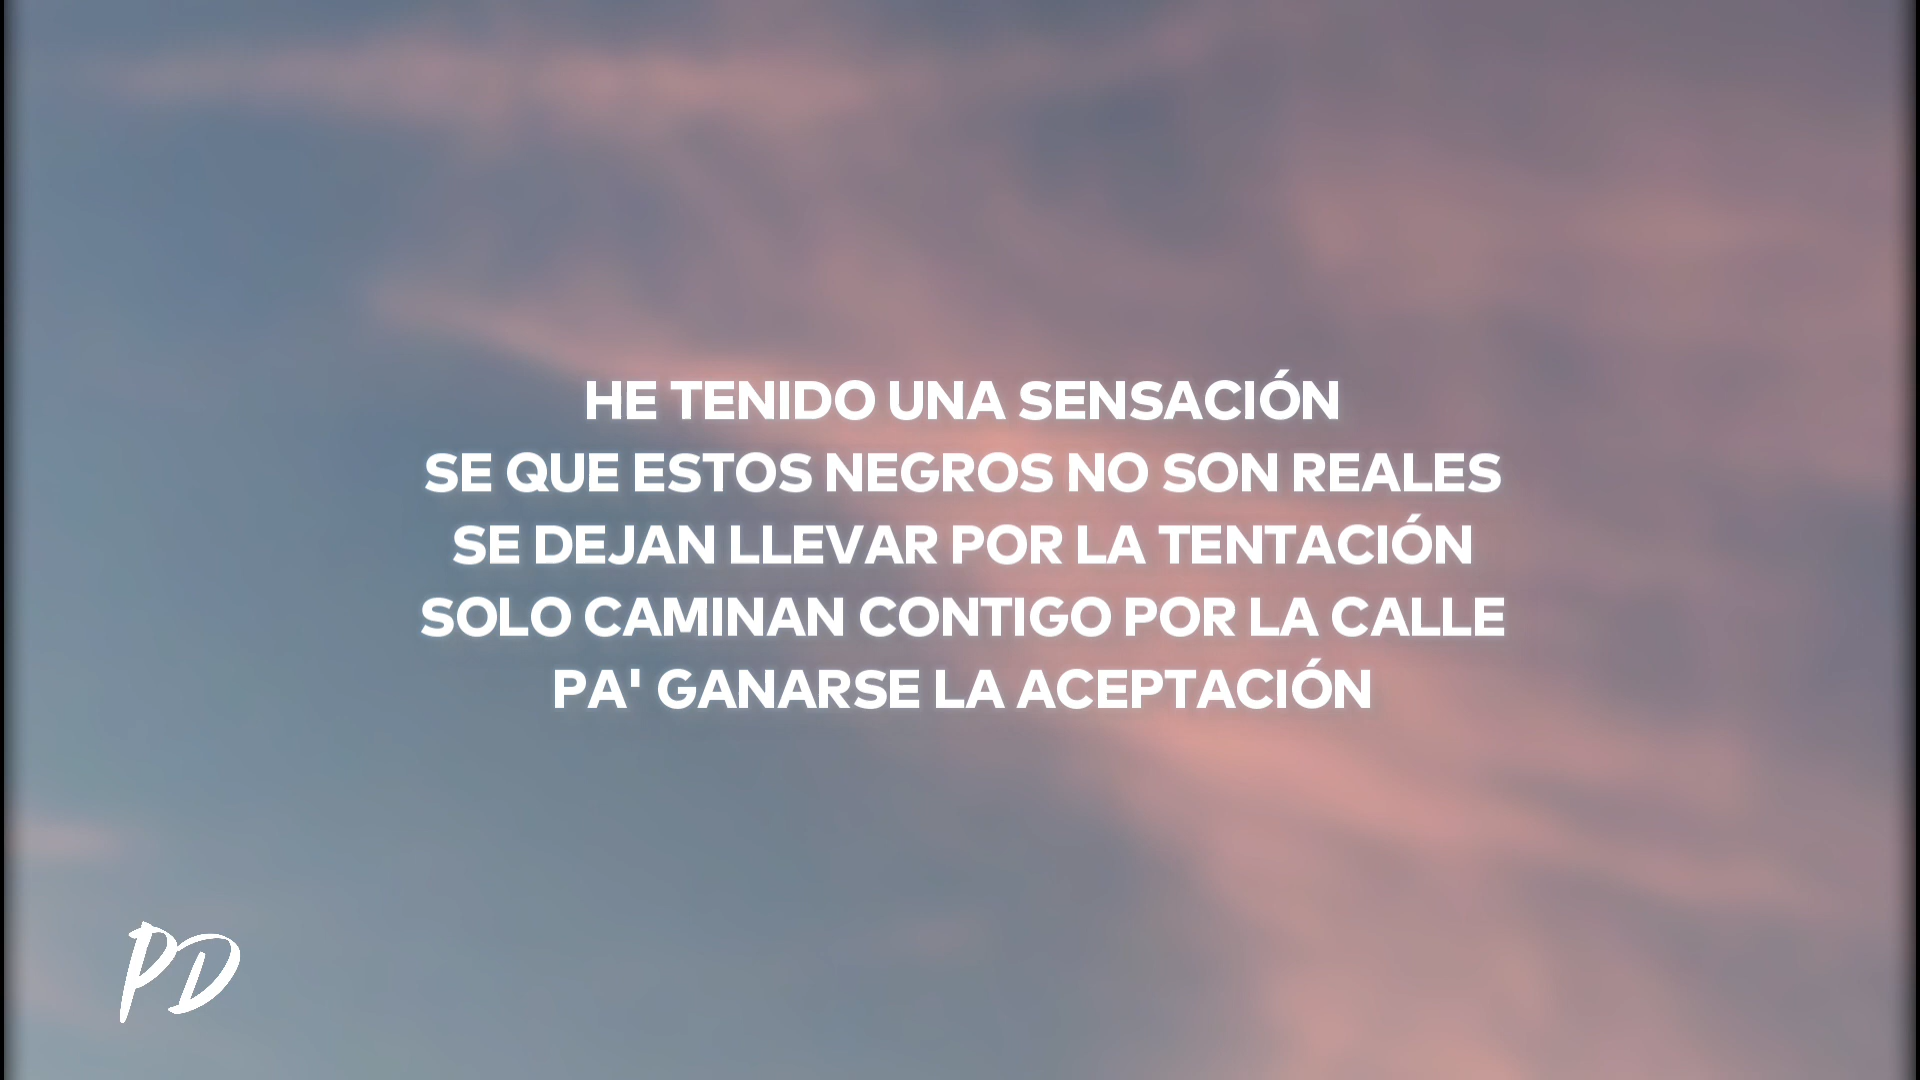 HE TENIDO UNA SENSACIÓN
SE QUE ESTOS NEGROS NO SON REALES
SE DEJAN LLEVAR POR LA TENTACIÓN
SOLO CAMINAN CONTIGO POR LA CALLE
PA' GANARSE LA ACEPTACIÓN
PD